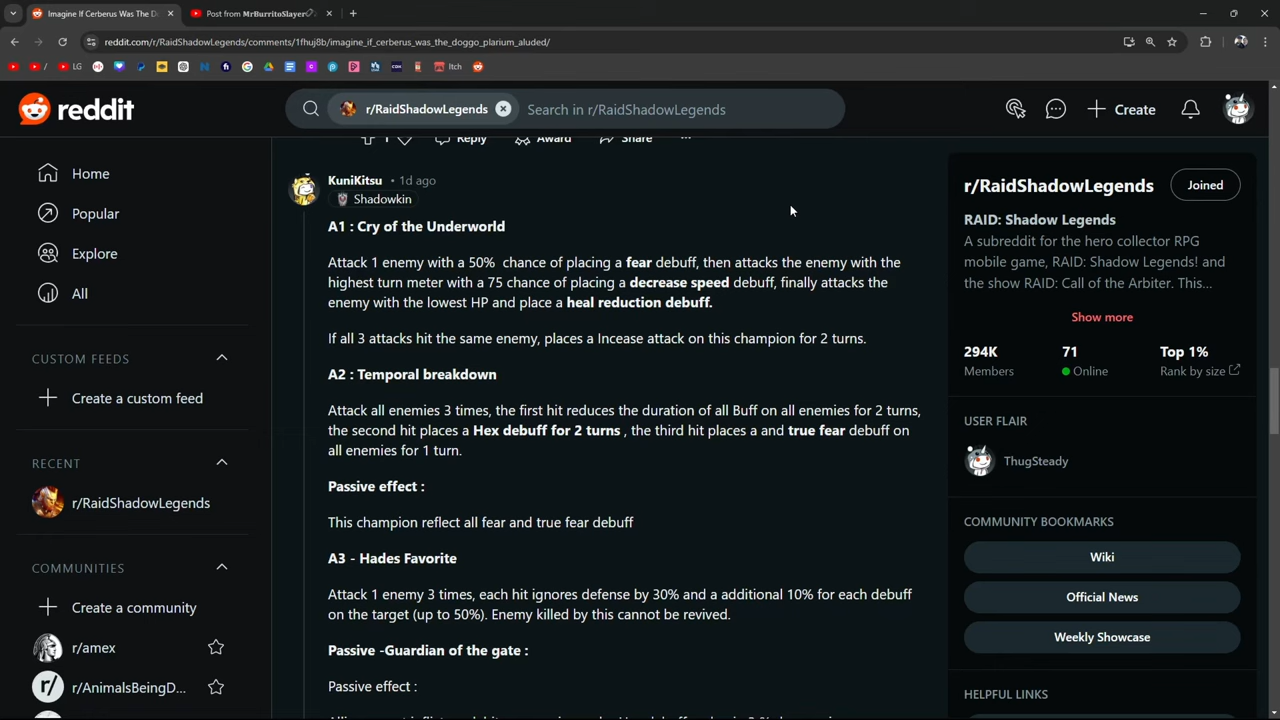 Imagine If Cerberus Was The D
Post from MrBurritoSlayer
reddit.com/r/RaidShadowLegends/comments/1fhuj8b/imagine_if_cerberus_was_the_doggo_plarium_aluded/
/
LG
Itch
reddit
r/RaidShadowLegends
Search in r/RaidShadowLegends
Create
1
Reply
Award
Share
Home
Popular
Explore
All
CUSTOM FEEDS
Create a custom feed
RECENT
r/RaidShadowLegends
COMMUNITIES
Create a community
r/amex
r/AnimalsBeingD...
KuniKitsu • 1d ago
Shadowkin
A1 : Cry of the Underworld
Attack 1 enemy with a 50% chance of placing a fear debuff, then attacks the enemy with the
highest turn meter with a 75 chance of placing a decrease speed debuff, finally attacks the
enemy with the lowest HP and place a heal reduction debuff.
If all 3 attacks hit the same enemy, places a Incease attack on this champion for 2 turns.
A2 : Temporal breakdown
Attack all enemies 3 times, the first hit reduces the duration of all Buff on all enemies for 2 turns,
the second hit places a Hex debuff for 2 turns , the third hit places a and true fear debuff on
all enemies for 1 turn.
Passive effect :
This champion reflect all fear and true fear debuff
A3 - Hades Favorite
Attack 1 enemy 3 times, each hit ignores defense by 30% and a additional 10% for each debuff
on the target (up to 50%). Enemy killed by this cannot be revived.
Passive -Guardian of the gate :
Passive effect :
r/RaidShadowLegends
Joined
RAID: Shadow Legends
A subreddit for the hero collector RPG
mobile game, RAID: Shadow Legends! and
the show RAID: Call of the Arbiter. This...
Show more
294K
71
Top 1%
Members
Online
Rank by size
USER FLAIR
ThugSteady
COMMUNITY BOOKMARKS
Wiki
Official News
Weekly Showcase
HELPFUL LINKS